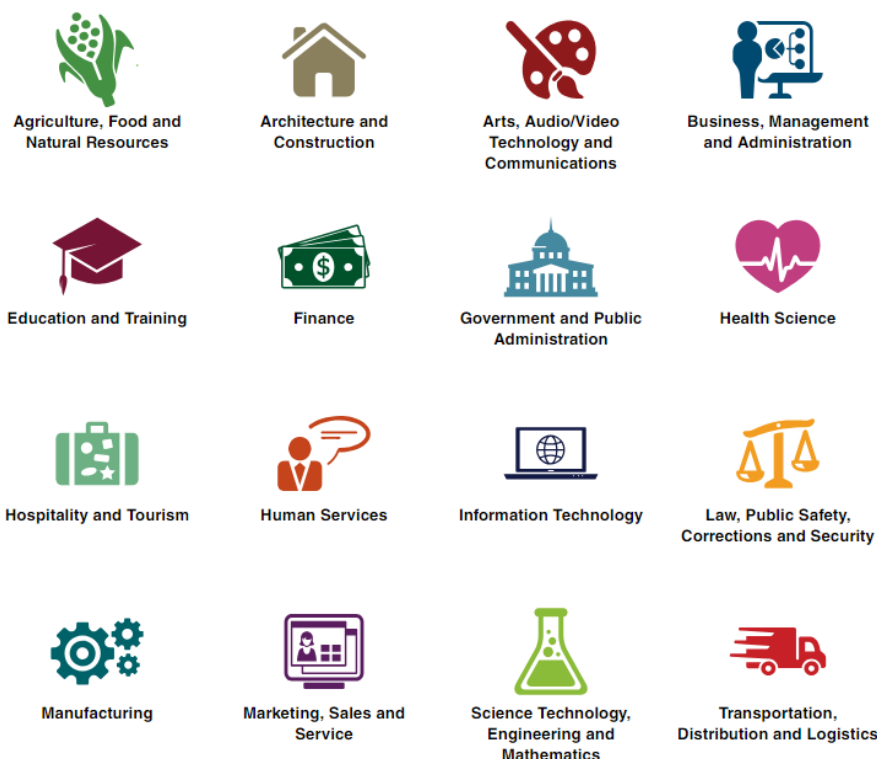 Agriculture, Food and
Natural Resources
Architecture and
Construction
Arts, Audio/Video
Technology and
Communications
Business, Management
and Administration
Education and Training
Finance
$
Government and Public
Administration
Health Science
Hospitality and Tourism
Human Services
Information Technology
Law, Public Safety,
Corrections and Security
Manufacturing
Marketing, Sales and
Service
Science Technology,
Engineering and
Mathematics
Transportation,
Distribution and Logistics